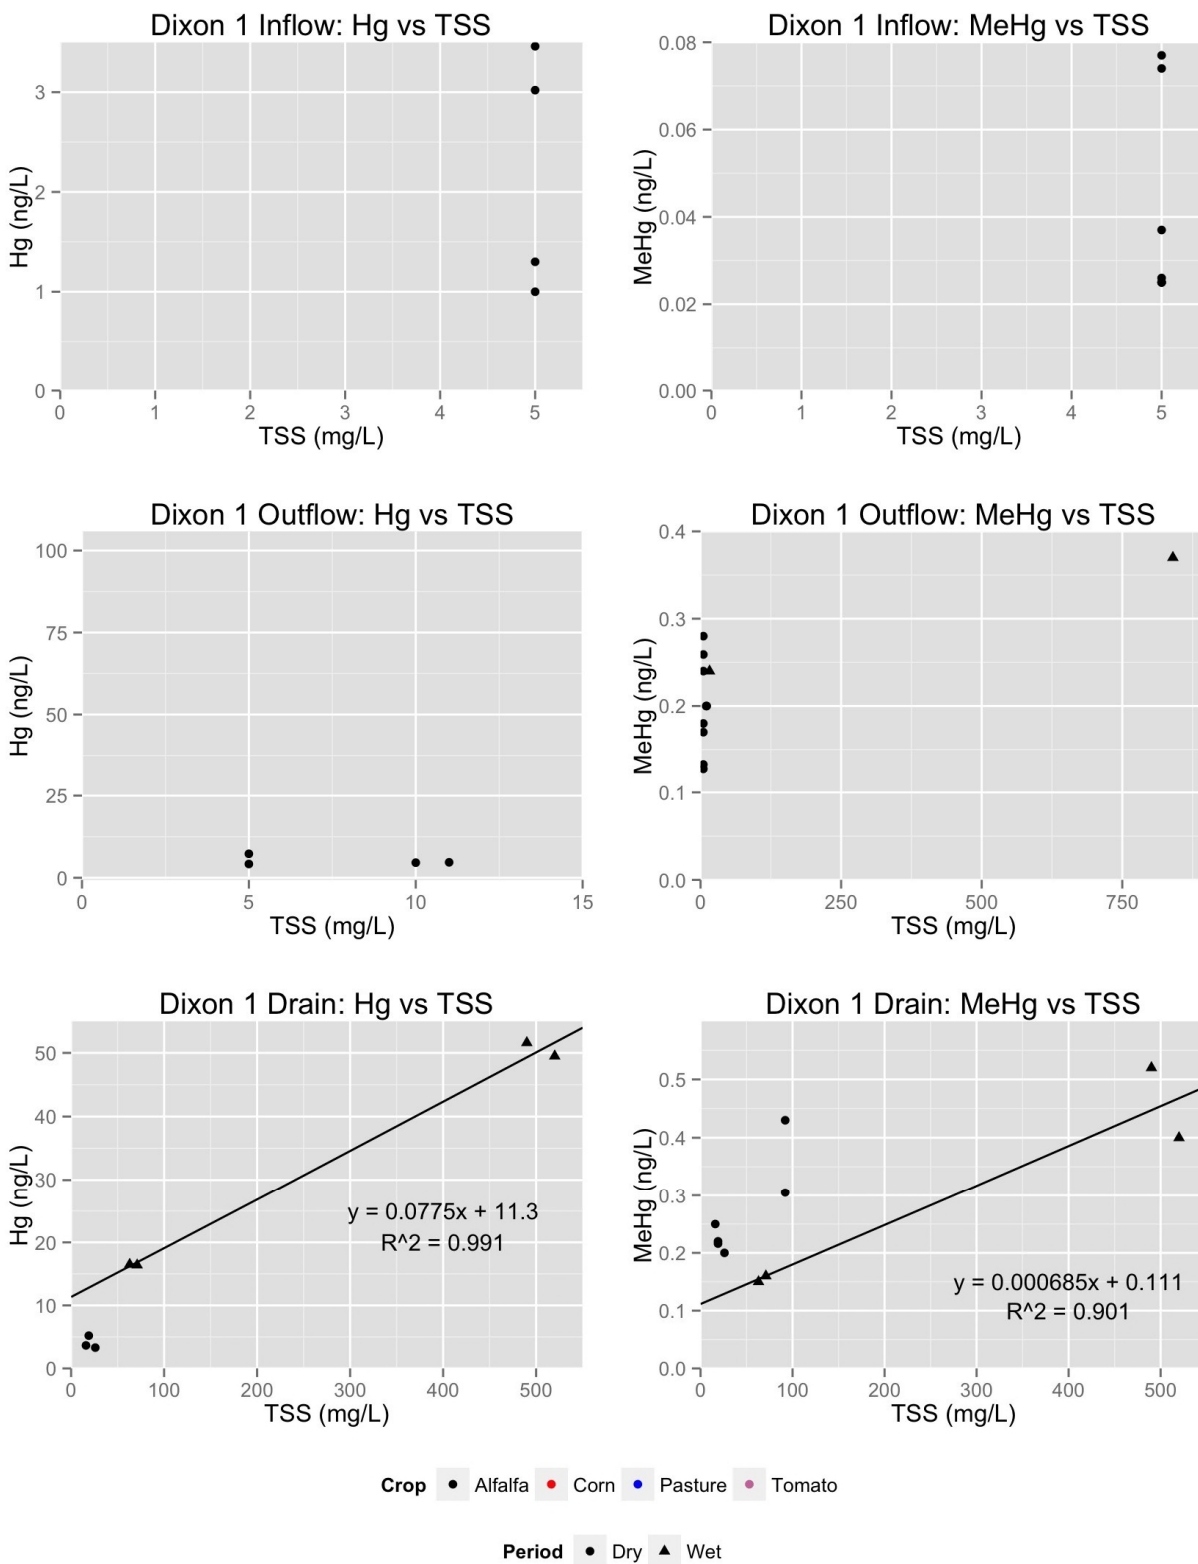 Dixon 1 Inflow: Hg vs TSS
Hg (ng/L)
3
2
1
0
0 1 2 3 4 5
TSS (mg/L)
Dixon 1 Inflow: MeHg vs TSS
MeHg (ng/L)
0.08
0.06
0.04
0.02
0.00
0 1 2 3 4 5
TSS (mg/L)
Dixon 1 Outflow: Hg vs TSS
Hg (ng/L)
100
75
50
25
0
0 5 10 15
TSS (mg/L)
Dixon 1 Outflow: MeHg vs TSS
MeHg (ng/L)
0.4
0.3
0.2
0.1
0.0
0 250 500 750
TSS (mg/L)
Dixon 1 Drain: Hg vs TSS
Hg (ng/L)
50
40
30
20
10
0
y = 0.0775x + 11.3
R^2 = 0.991
0 100 200 300 400 500
TSS (mg/L)
Dixon 1 Drain: MeHg vs TSS
MeHg (ng/L)
0.5
0.4
0.3
0.2
0.1
0.0
y = 0.000685x + 0.111
R^2 = 0.901
0 100 200 300 400 500
TSS (mg/L)
Crop Alfalfa Corn Pasture Tomato
Period Dry Wet